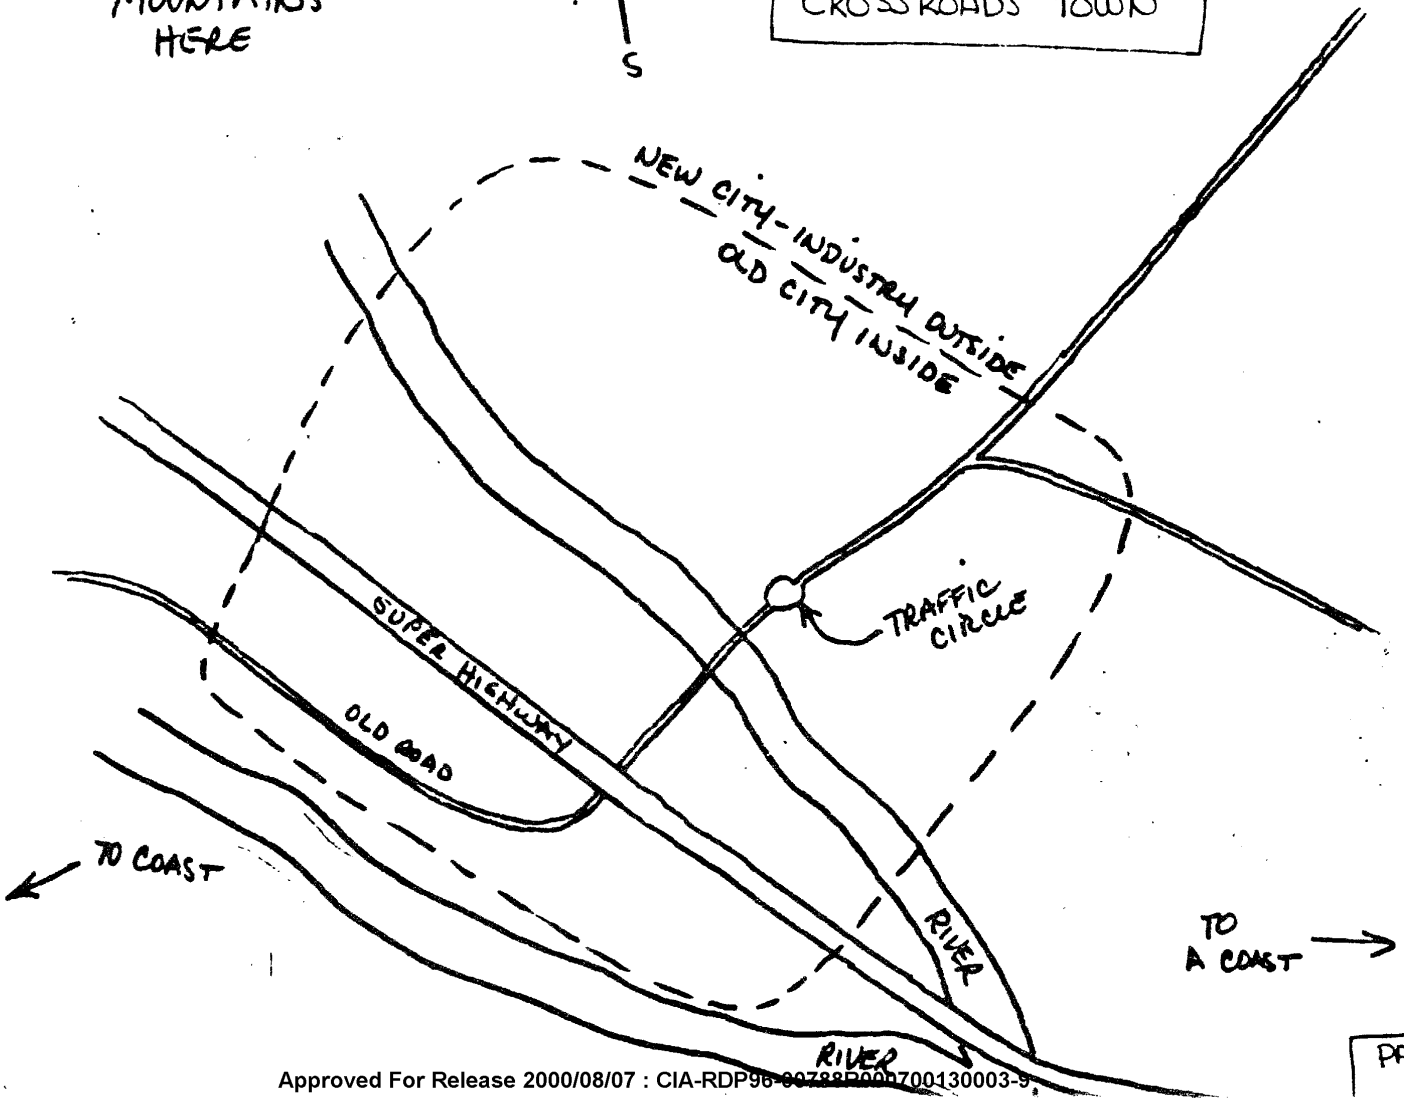 MOUNTAINS
HERE
S
CROSSROADS TOWN
NEW CITY - INDUSTRY OUTSIDE
OLD CITY INSIDE
TRAFFIC
CIRCLE
SUPER HIGHWAY
OLD ROAD
TO COAST
RIVER
TO
A COAST
RIVER
Approved For Release 2000/08/07 : CIA-RDP96-00788R000700130003-9